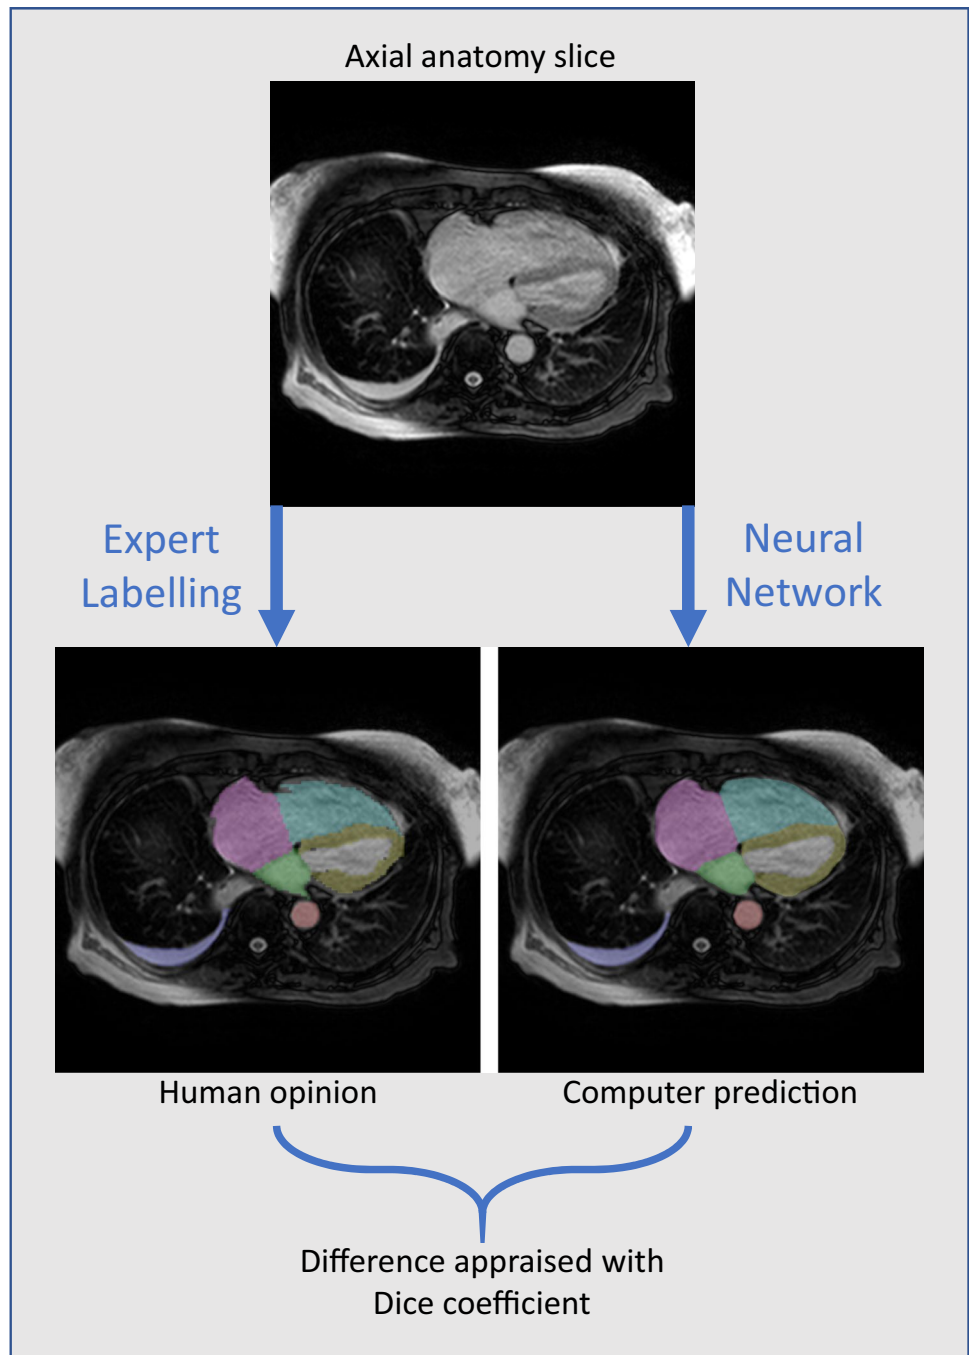 Axial anatomy slice
Expert
Labelling
Neural
Network
Human opinion
Computer prediction
Difference appraised with
Dice coefficient